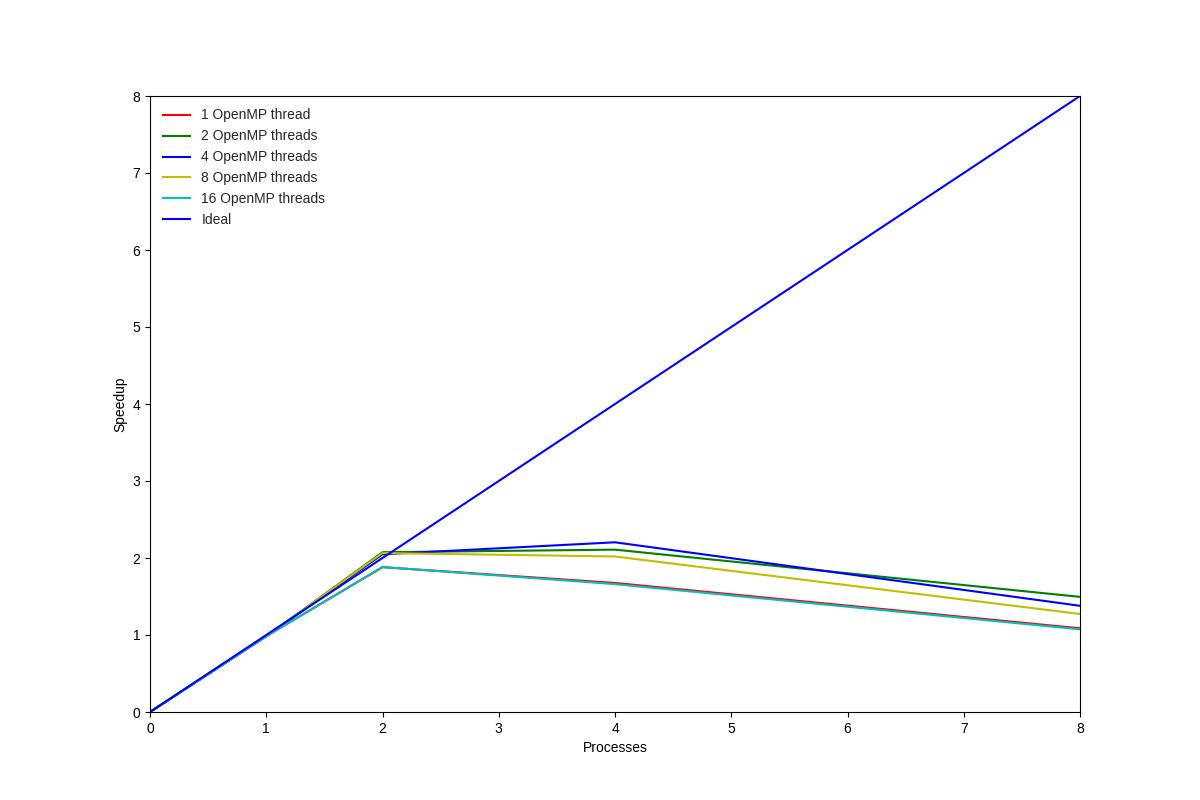 8
7
6
5
4
3
2
1
0
Speedup
1 OpenMP thread
2 OpenMP threads
4 OpenMP threads
8 OpenMP threads
16 OpenMP threads
Ideal
0 1 2 3 4 5 6 7 8
Processes